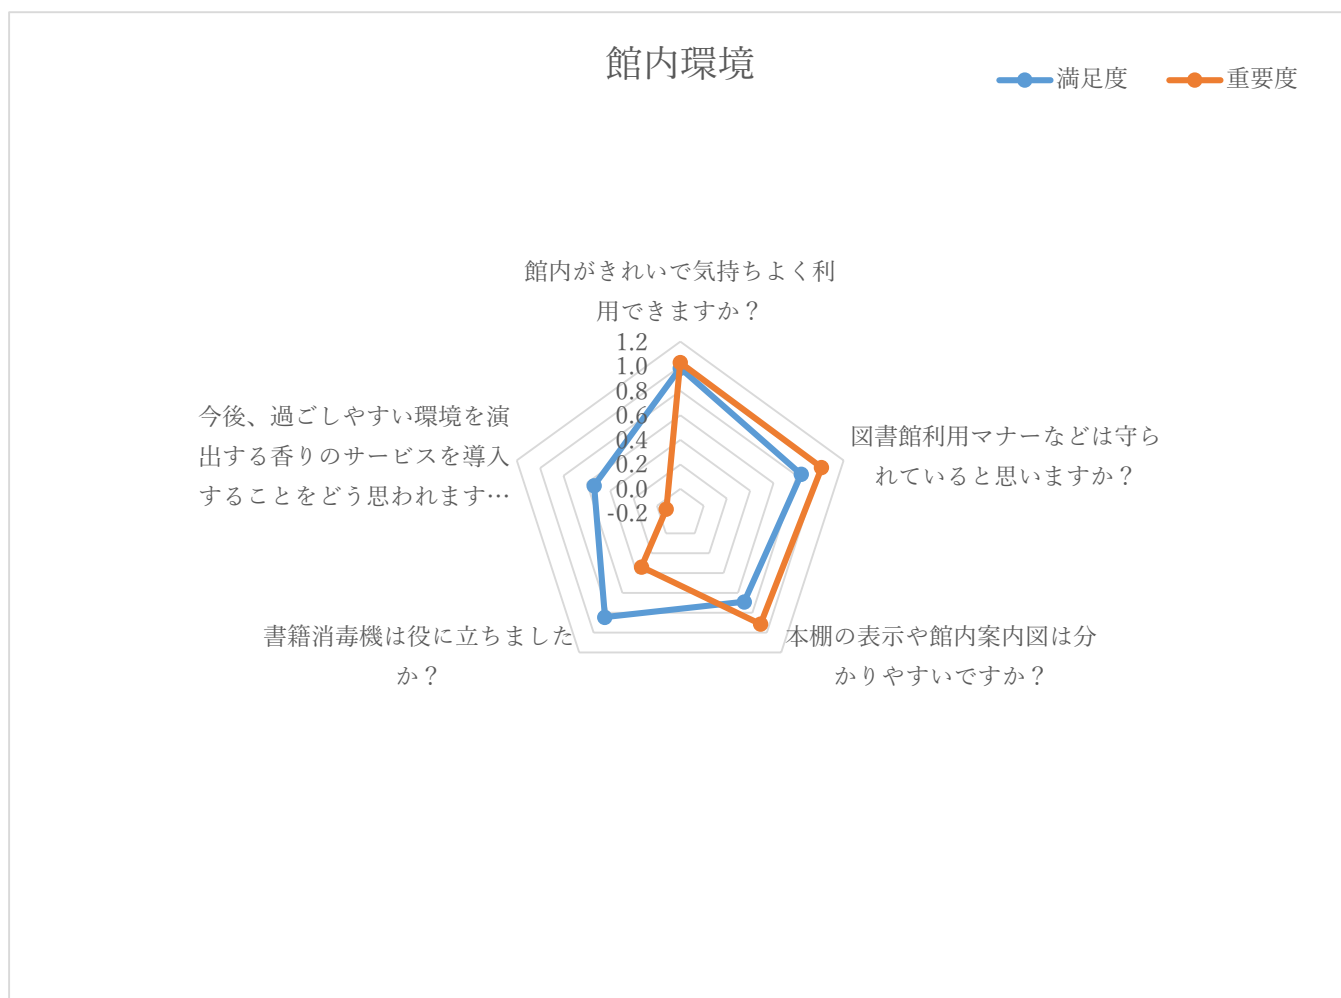 館内環境
満足度
重要度
館内がきれいで気持ちよく利
用できますか？
1.2
1.0
0.8
0.6
0.4
0.2
0.0
-0.2
図書館利用マナーなどは守ら
れていると思いますか？
本棚の表示や館内案内図は分
かりやすいですか？
書籍消毒機は役に立ちました
か？
今後、過ごしやすい環境を演
出する香りのサービスを導入
することをどう思われます…